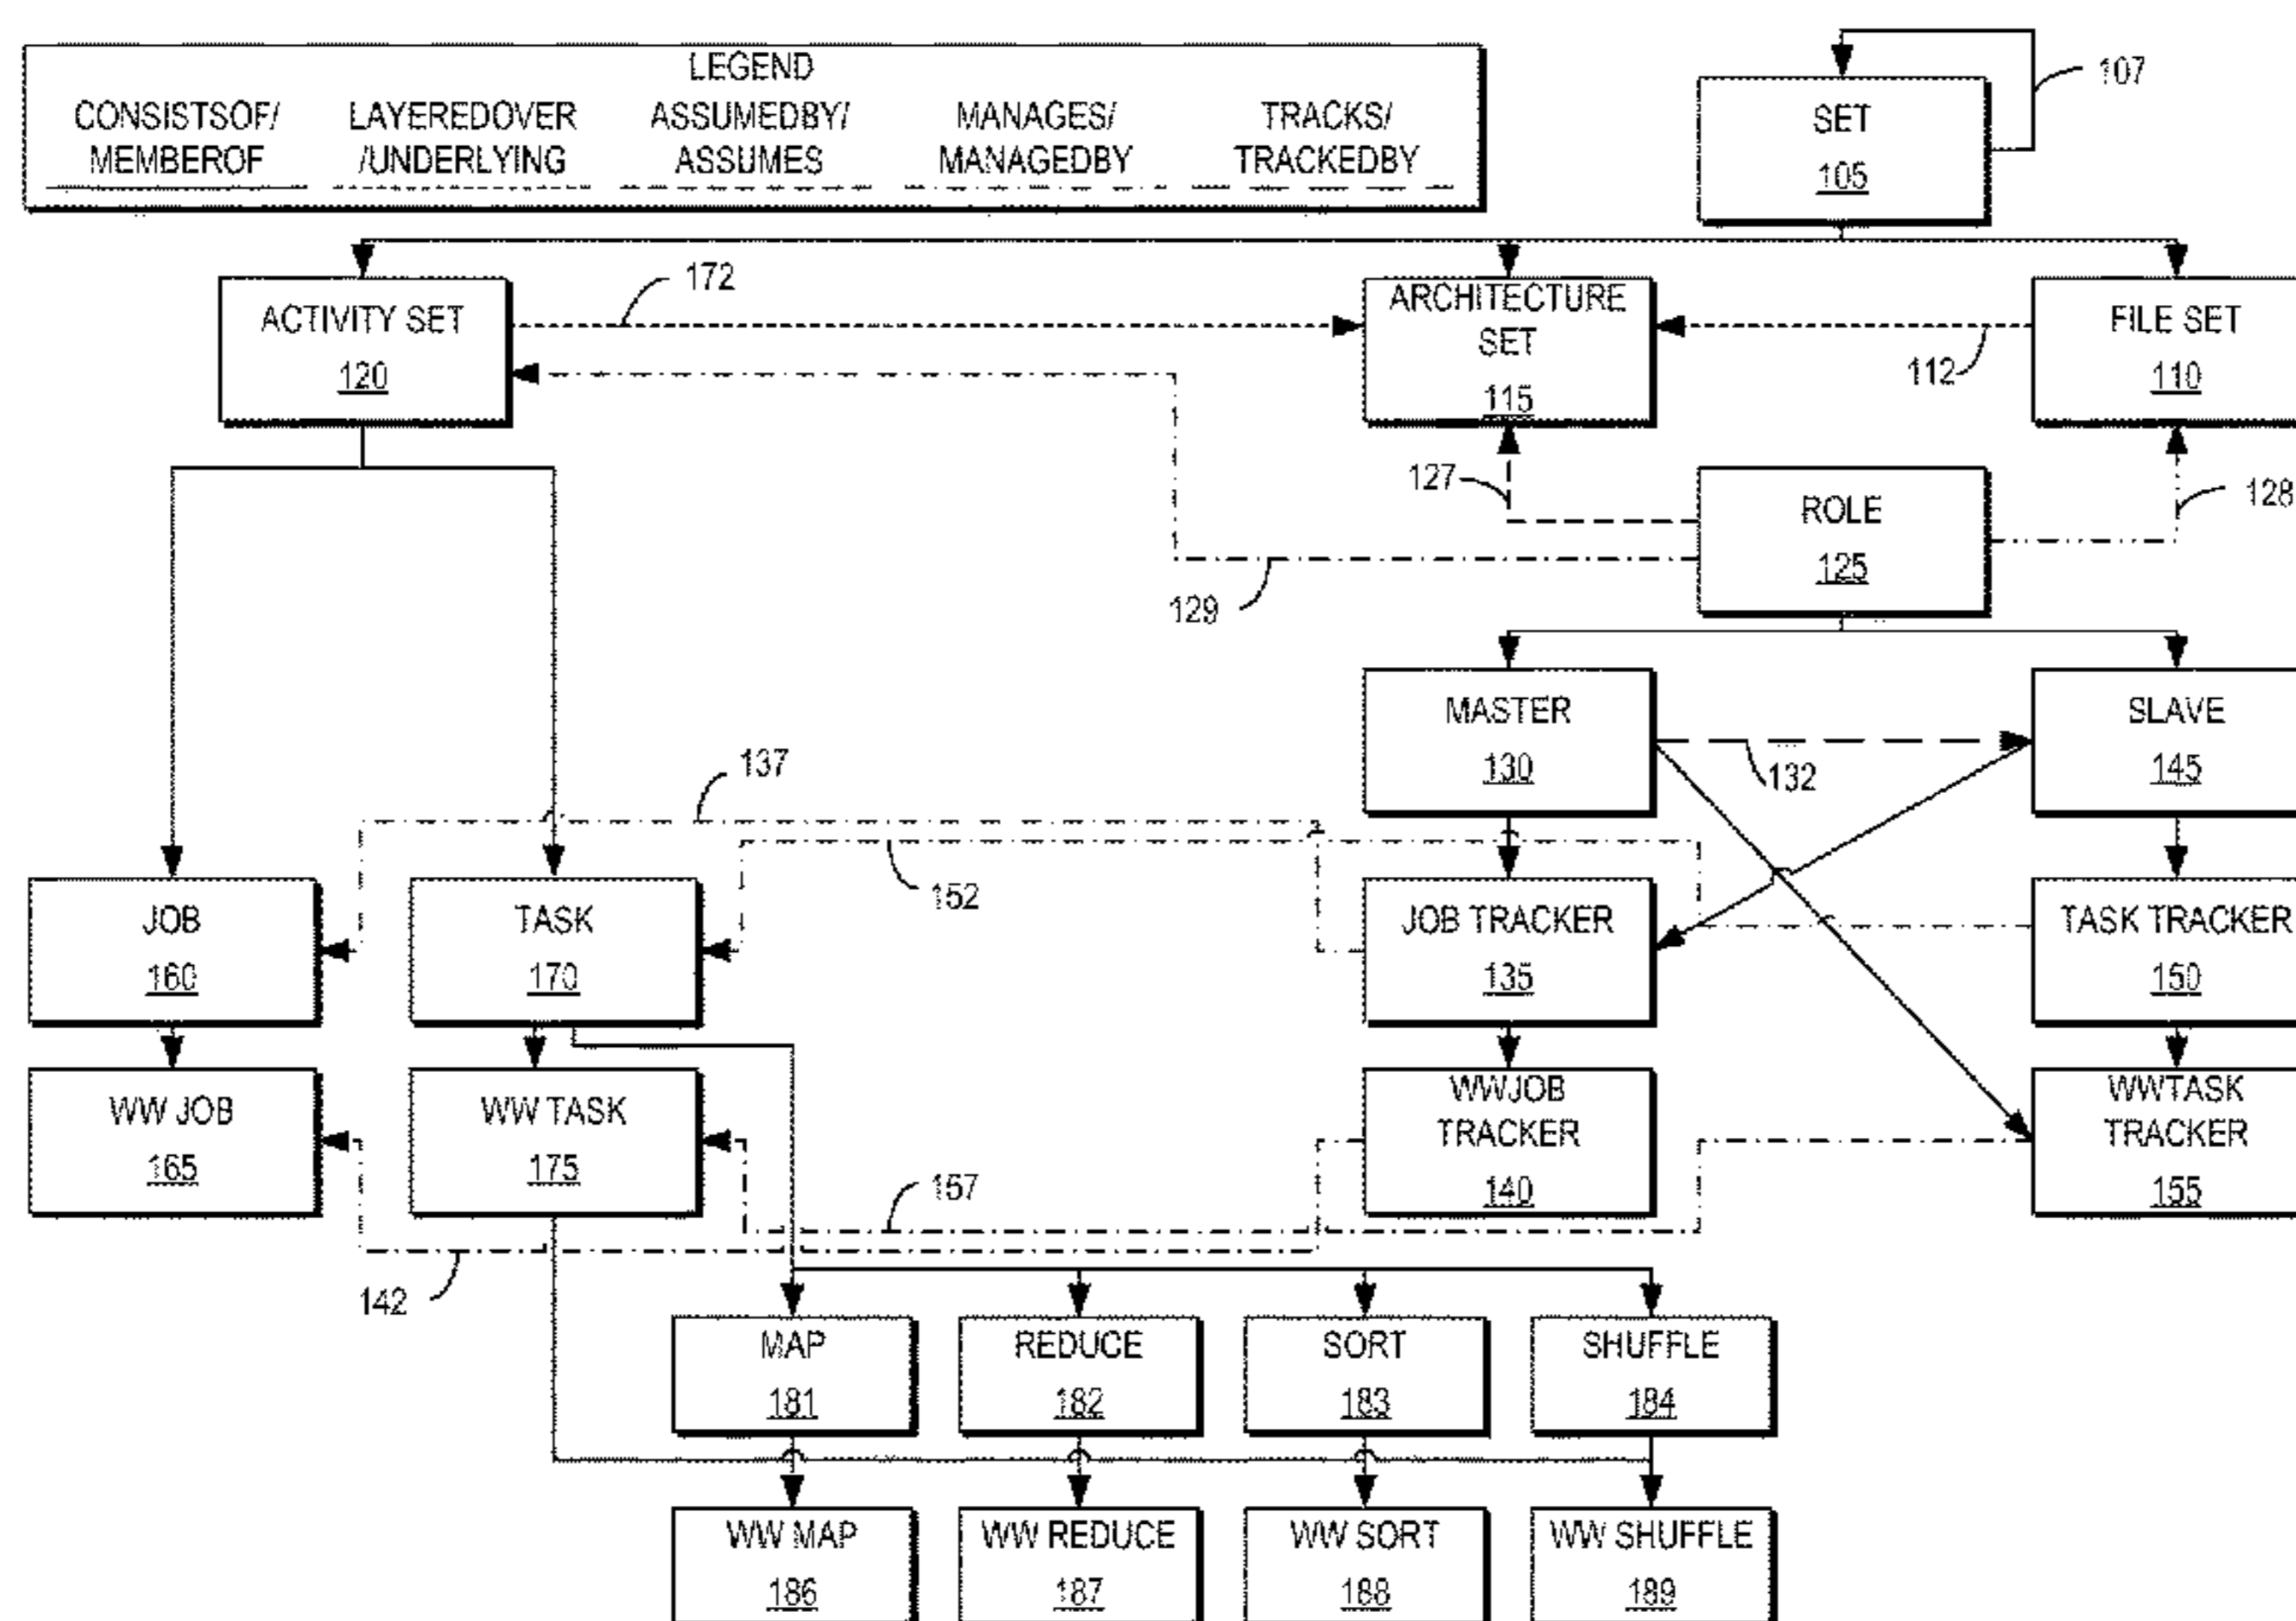 LEGEND
CONSISTSOF/ LAYEREDOVER ASSUMEDBY/ MANAGES/ TRACKS/
MEMBEROF /UNDERLYING ASSUMES MANAGEDBY TRACKEDBY
SET
105
107
ACTIVITY SET
120
172
ARCHITECTURE
SET
115
112
FILE SET
110
127
ROLE
125
128
129
MASTER
130
132
SLAVE
145
137
152
JOB
160
TASK
170
JOB TRACKER
135
TASK TRACKER
150
WW JOB
165
WW TASK
175
WWJOB
TRACKER
140
WWTASK
TRACKER
155
157
142
MAP
181
REDUCE
182
SORT
183
SHUFFLE
184
WW MAP
186
WW REDUCE
187
WW SORT
188
WW SHUFFLE
189